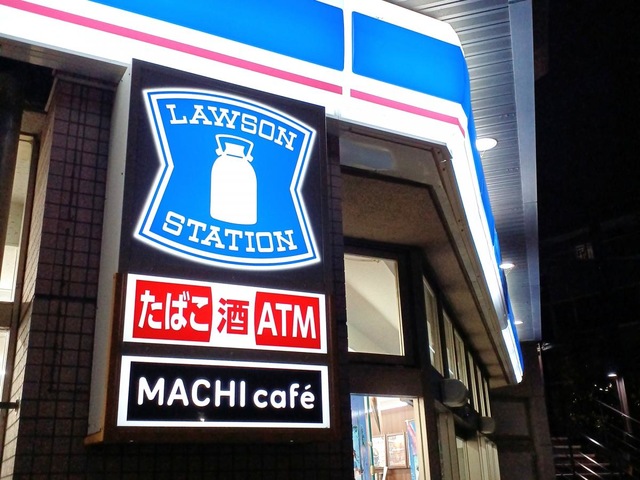 LAWSON
STATION
たばこ 酒 ATM
MACHI café